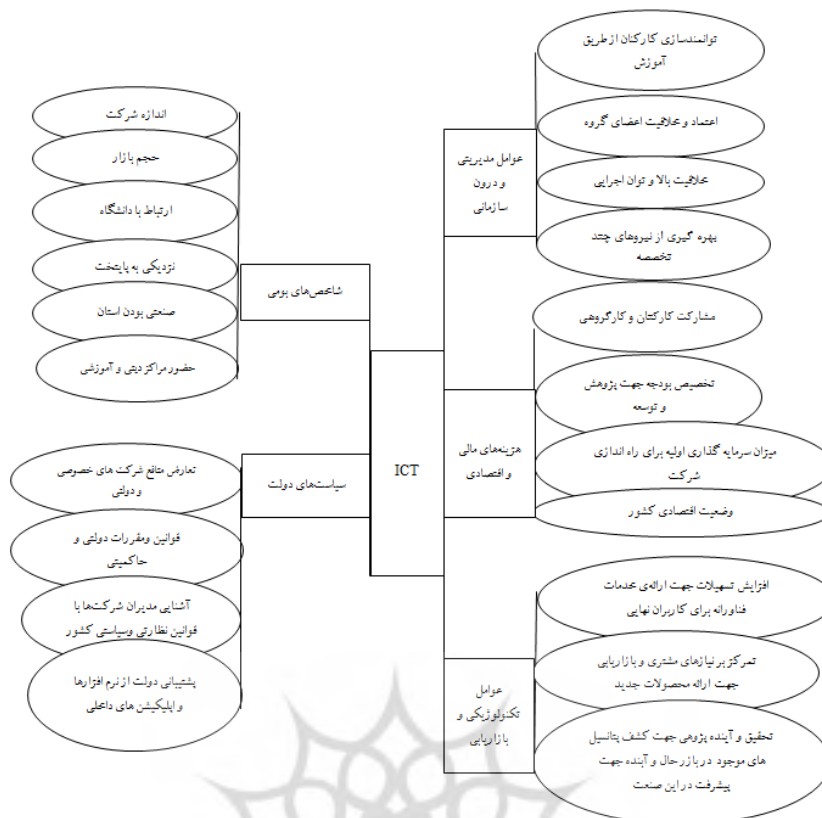 توانمندسازی کارکنان از طریق
آموزش
اعتماد و خلاقیت اعضای گروه
خلاقیت بالا و توان اجرایی
بهره گیری از نیروهای چند
تخصصه
عوامل مدیریتی
و درون
سازمانی
مشارکت کارکنان و کارگروهی
تخصیص بودجه جهت پژوهش
و توسعه
میزان سرمایه گذاری اولیه برای راه اندازی
شرکت
وضعیت اقتصادی کشور
هزینه‌های مالی
و اقتصادی
افزایش تسهیلات جهت ارائه‌ی خدمات
فناورانه برای کاربران نهایی
تمرکز بر نیازهای مشتری و بازاریابی
جهت ارائه محصولات جدید
تحقیق و آینده پژوهی جهت کشف پتانسیل
های موجود در بازر حال و آینده جهت
پیشرفت در این صنعت
عوامل
تکنولوژیکی و
بازاریابی
ICT
شاخص‌های بومی
اندازه شرکت
حجم بازار
ارتباط با دانشگاه
نزدیکی به پایتخت
صنعتی بودن استان
حضور مراکز دینی و آموزشی
سیاست‌های دولت
تعارض منافع شرکت های خصوصی
و دولتی
قوانین ومقررات دولتی و
حاکمیتی
آشنایی مدیران شرکت‌ها با
قوانین نظارتی وسیاستی کشور
پشتیبانی دولت از نرم افزارها
و اپلیکیشن های داخلی